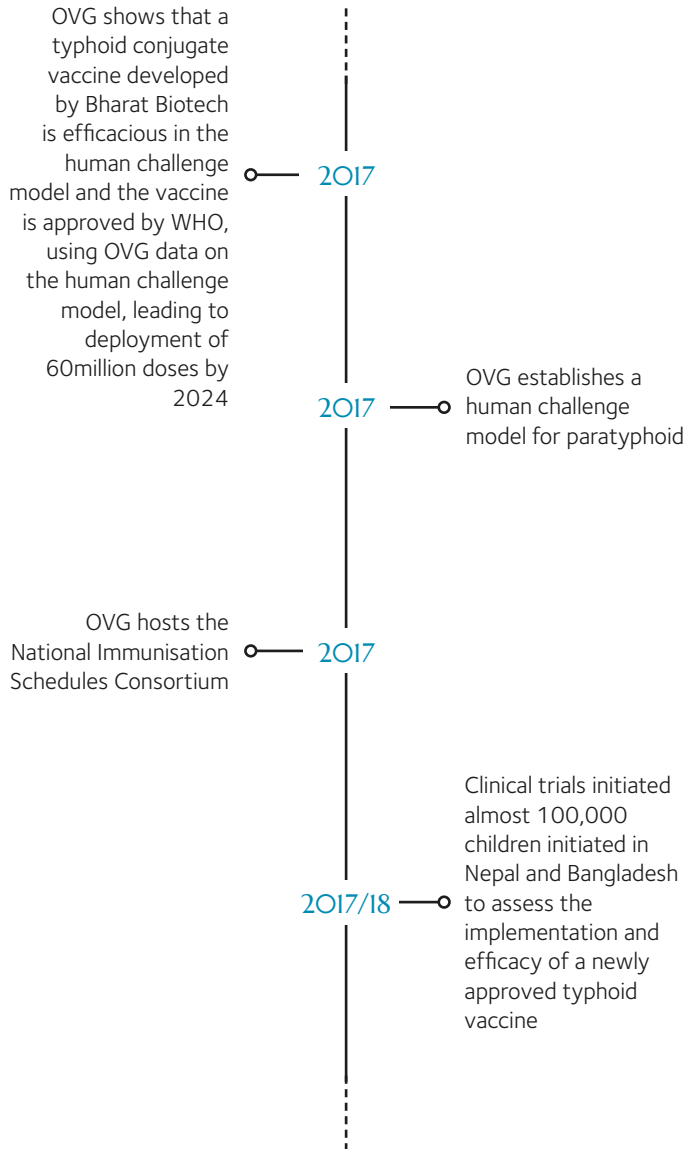 OVG shows that a
typhoid conjugate
vaccine developed
by Bharat Biotech
is efficacious in the
human challenge
model and the vaccine
is approved by WHO,
using OVG data on
the human challenge
model, leading to
deployment of
60million doses by
2024
2017
2017
OVG establishes a
human challenge
model for paratyphoid
OVG hosts the
National Immunisation
Schedules Consortium
2017
2017/18
Clinical trials initiated
almost 100,000
children initiated in
Nepal and Bangladesh
to assess the
implementation and
efficacy of a newly
approved typhoid
vaccine